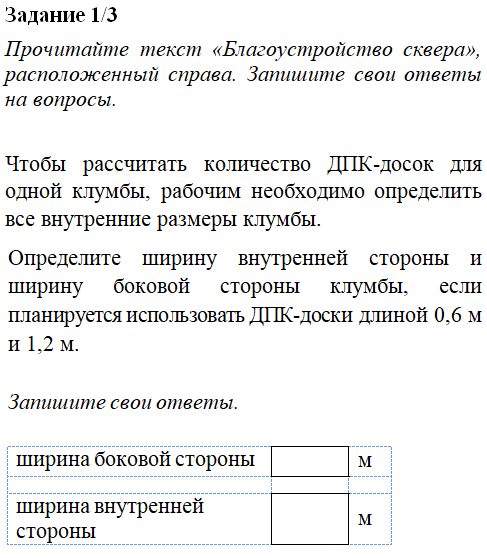 Задание 1/3
Прочитайте текст «Благоустройство сквера»,
расположенный справа. Запишите свои ответы
на вопросы.
Чтобы рассчитать количество ДПК-досок для
одной клумбы, рабочим необходимо определить
все внутренние размеры клумбы.
Определите ширину внутренней стороны и
ширину боковой стороны клумбы, если
планируется использовать ДПК-доски длиной 0,6 м
и 1,2 м.
Запишите свои ответы.
ширина боковой стороны м
ширина внутренней
стороны м